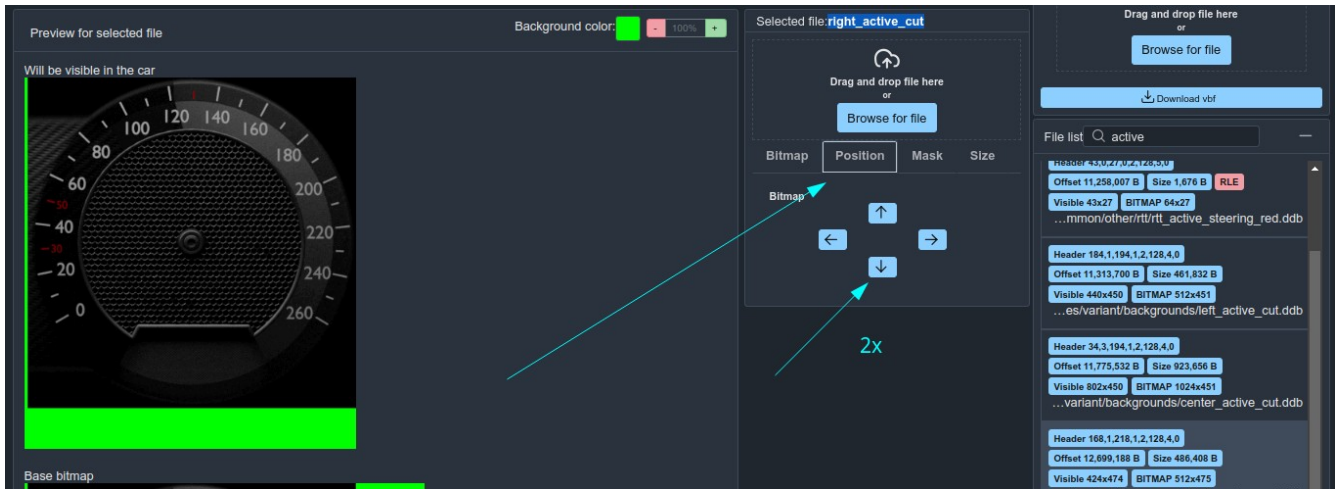 Preview for selected file
Background color:
- 100% +
Will be visible in the car
0
20
30
40
50
60
80
100
120
140
160
180
200
220
240
260
Base bitmap
Selected file:right_active_cut
Drag and drop file here
or
Browse for file
Bitmap Position Mask Size
Bitmap
2x
Drag and drop file here
or
Browse for file
Download vbf
File list active
Header 43,0,27,0,2,128,5,0
Offset 11,258,007 B Size 1,676 B RLE
Visible 43x27 BITMAP 64x27
…mmon/other/rtt/rtt_active_steering_red.ddb
Header 184,1,194,1,2,128,4,0
Offset 11,313,700 B Size 461,832 B
Visible 440x450 BITMAP 512x451
…es/variant/backgrounds/left_active_cut.ddb
Header 34,3,194,1,2,128,4,0
Offset 11,775,532 B Size 923,656 B
Visible 802x450 BITMAP 1024x451
…variant/backgrounds/center_active_cut.ddb
Header 168,1,218,1,2,128,4,0
Offset 12,699,188 B Size 486,408 B
Visible 424x474 BITMAP 512x475